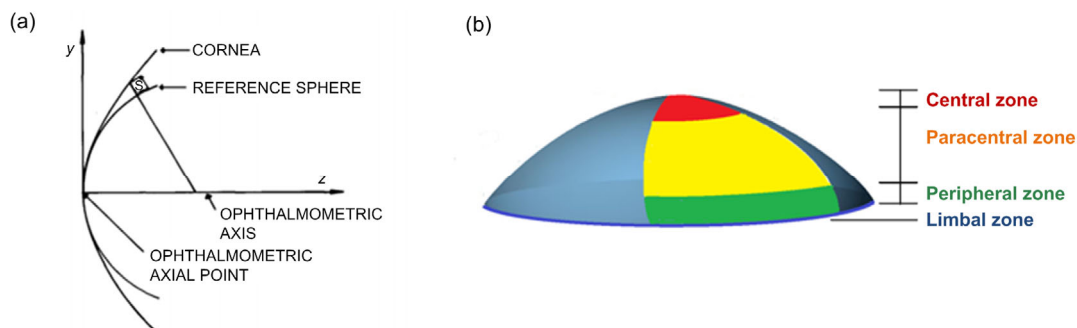 (a)
y
CORNEA
S
REFERENCE SPHERE
z
OPHTHALMOMETRIC
AXIS
OPHTHALMOMETRIC
AXIAL POINT
(b)
Central zone
Paracentral zone
Peripheral zone
Limbal zone